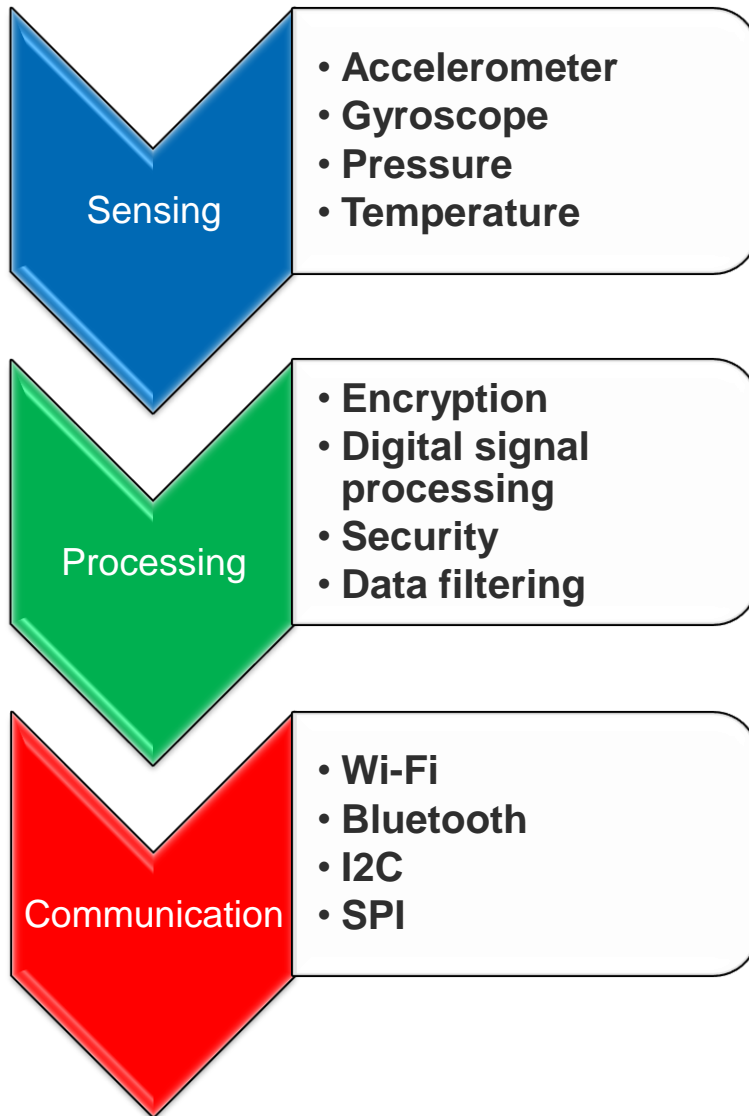 Sensing
• Accelerometer
• Gyroscope
• Pressure
• Temperature
Processing
• Encryption
• Digital signal
processing
• Security
• Data filtering
Communication
• Wi-Fi
• Bluetooth
• I2C
• SPI